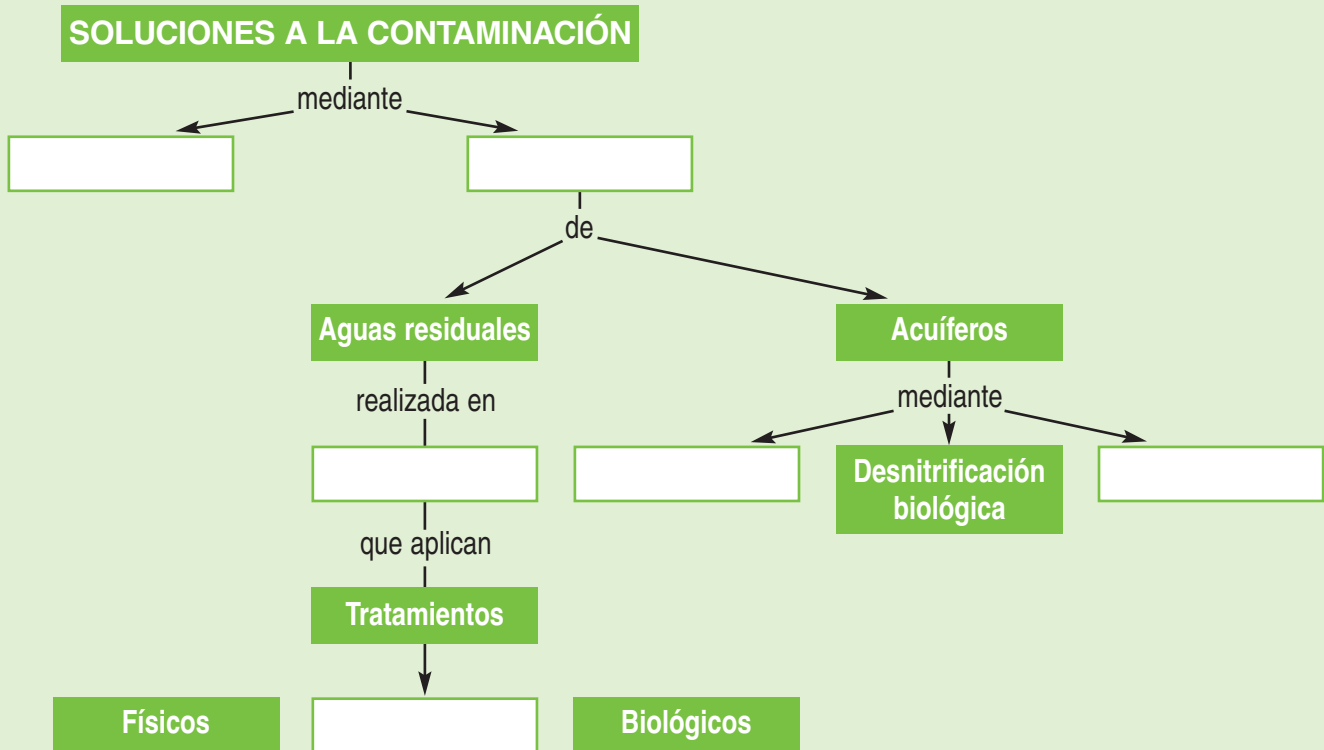 SOLUCIONES A LA CONTAMINACIÓN
mediante
de
Aguas residuales
Acuíferos
realizada en
mediante
Desnitrificación
biológica
que aplican
Tratamientos
Físicos
Biológicos